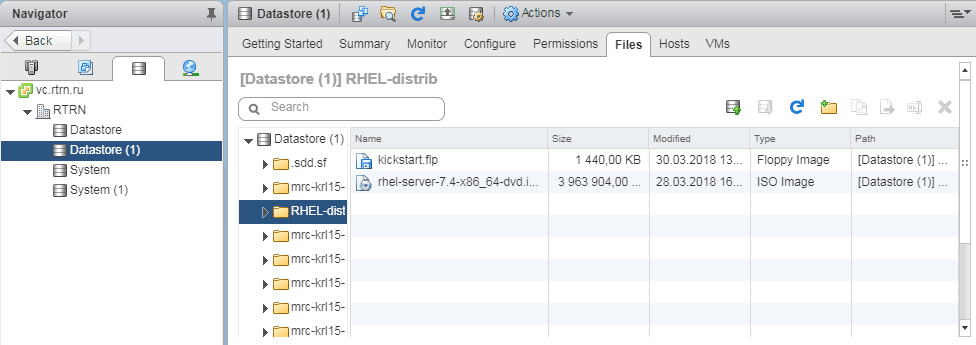 Navigator
Back
vc.rtrn.ru
RTRN
Datastore
Datastore (1)
System
System (1)
Datastore (1) Actions
Getting Started Summary Monitor Configure Permissions Files Hosts VMs
[Datastore (1)] RHEL-distrib
Search
Datastore (1)
.sdd.sf
mrc-krl15-
RHEL-dist
mrc-krl15-
mrc-krl15-
mrc-krl15-
mrc-krl15-
mrc-krl15-
Name Size Modified Type Path
kickstart.flp 1 440,00 KB 30.03.2018 13... Floppy Image [Datastore (1)] ...
rhel-server-7.4-x86_64-dvd.i... 3 963 904,00 ... 28.03.2018 16... ISO Image [Datastore (1)] ...